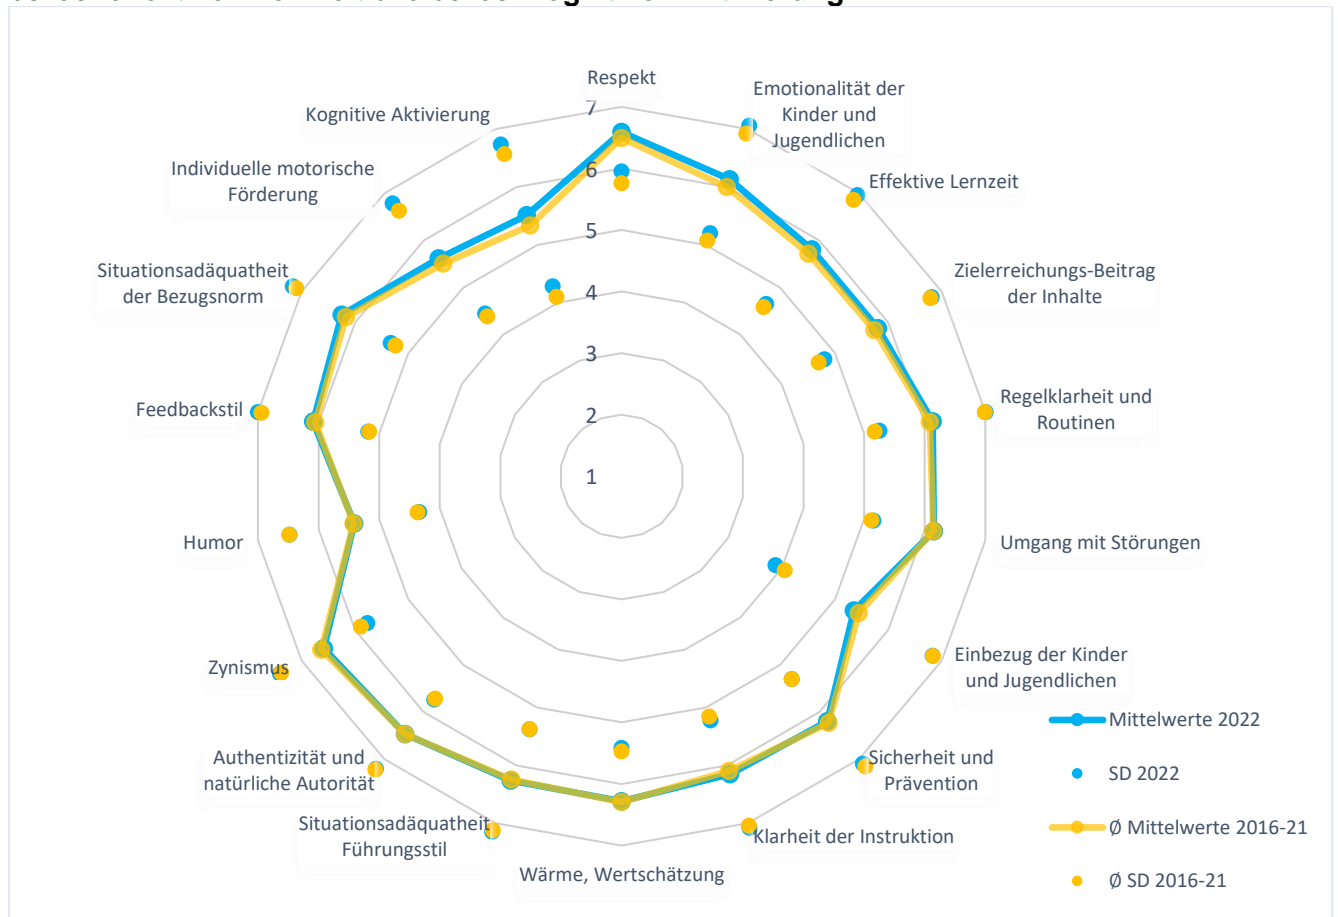 Respekt
Emotionalität der
Kinder und
Jugendlichen
Effektive Lernzeit
Zielerreichungs-Beitrag
der Inhalte
Regelklarheit und
Routinen
Umgang mit Störungen
Einbezug der Kinder
und Jugendlichen
Sicherheit und
Prävention
Klarheit der Instruktion
Wärme, Wertschätzung
Situationsadäquatheit
Führungsstil
Authentizität und
natürliche Autorität
Zynismus
Humor
Feedbackstil
Situationsadäquatheit
der Bezugsnorm
Individuelle motorische
Förderung
Kognitive Aktivierung
7
6
5
4
3
2
1
Mittelwerte 2022
SD 2022
Ø Mittelwerte 2016-21
Ø SD 2016-21